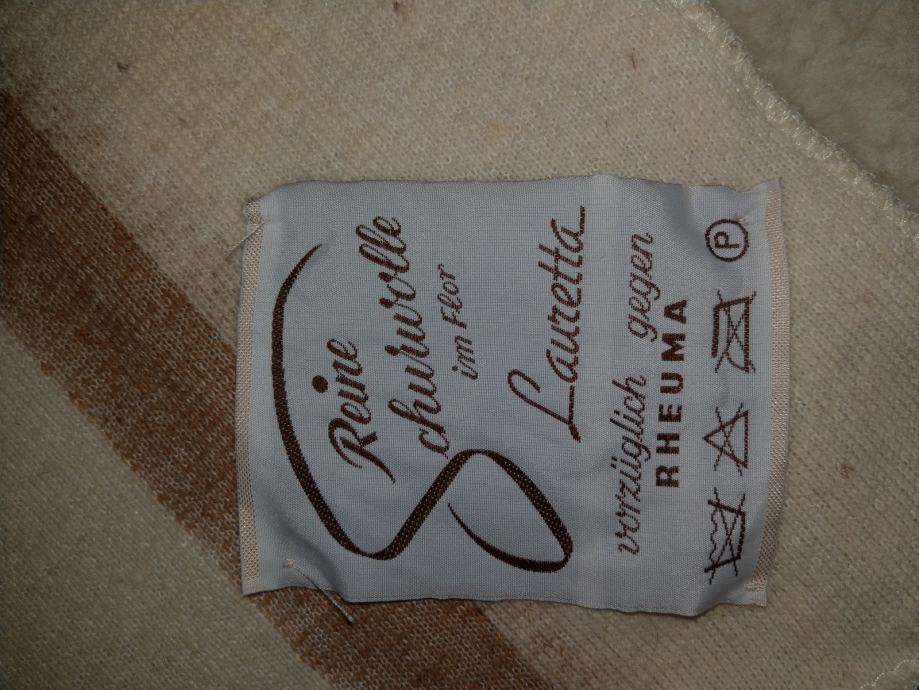 Reine
Schurwolle
im Flor
Lauretta
vorzüglich gegen
RHEUMA
P